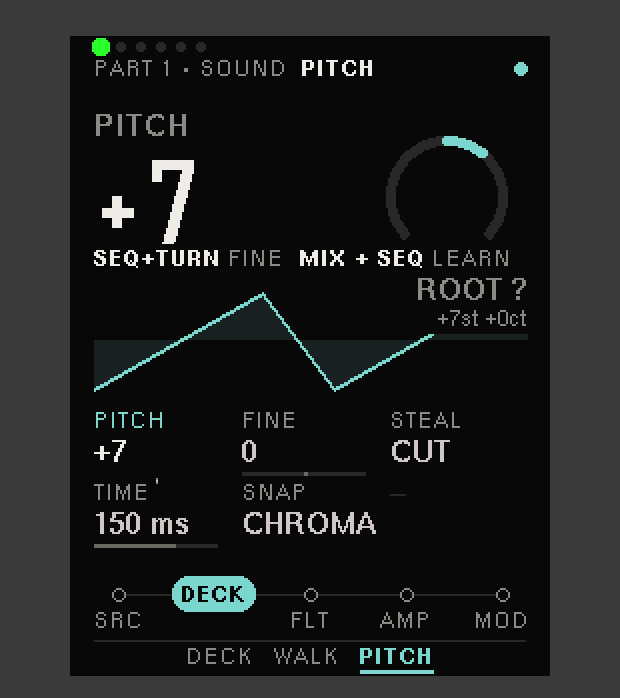 PART 1 · SOUND PITCH
PITCH
+7
SEQ+TURN FINE MIX + SEQ LEARN
ROOT ?
+7st +0ct
PITCH FINE STEAL
+7 0 CUT
TIME ' SNAP —
150 ms CHROMA
DECK
SRC FLT AMP MOD
DECK WALK PITCH